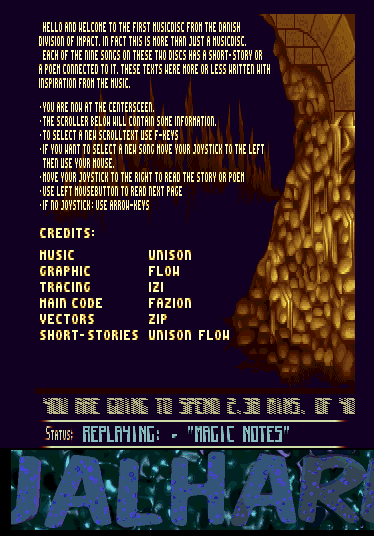 HELLO AND WELCOME TO THE FIRST MUSICDISC FROM THE DANISH
DIVISION OF IMPACT. IN FACT THIS IS MORE THAN JUST A MUSICDISC.
EACH OF THE NINE SONGS ON THESE TWO DISCS HAS A SHORT-STORY OR
A POEM CONNECTED TO IT. THESE TEXTS WERE MORE OR LESS WRITTEN WITH
INSPIRATION FROM THE MUSIC.
·YOU ARE NOW AT THE CENTERSCEEN.
·THE SCROLLER BELOW WILL CONTAIN SOME INFORMATION.
·TO SELECT A NEW SCROLLTEXT USE F-KEYS
·IF YOU WANT TO SELECT A NEW SONG MOVE YOUR JOYSTICK TO THE LEFT
THEN USE YOUR MOUSE.
·MOVE YOUR JOYSTICK TO THE RIGHT TO READ THE STORY OR POEM
·USE LEFT MOUSEBUTTON TO READ NEXT PAGE
·IF NO JOYSTICK: USE ARROW-KEYS
CREDITS:
MUSIC UNISON
GRAPHIC FLOW
TRACING IZI
MAIN CODE FAZION
VECTORS ZIP
SHORT-STORIES UNISON FLOW
YOU ARE GOING TO SPEND 2.30 MINS. OF YO
STATUS: REPLAYING: - "MAGIC NOTES"
JALHAR